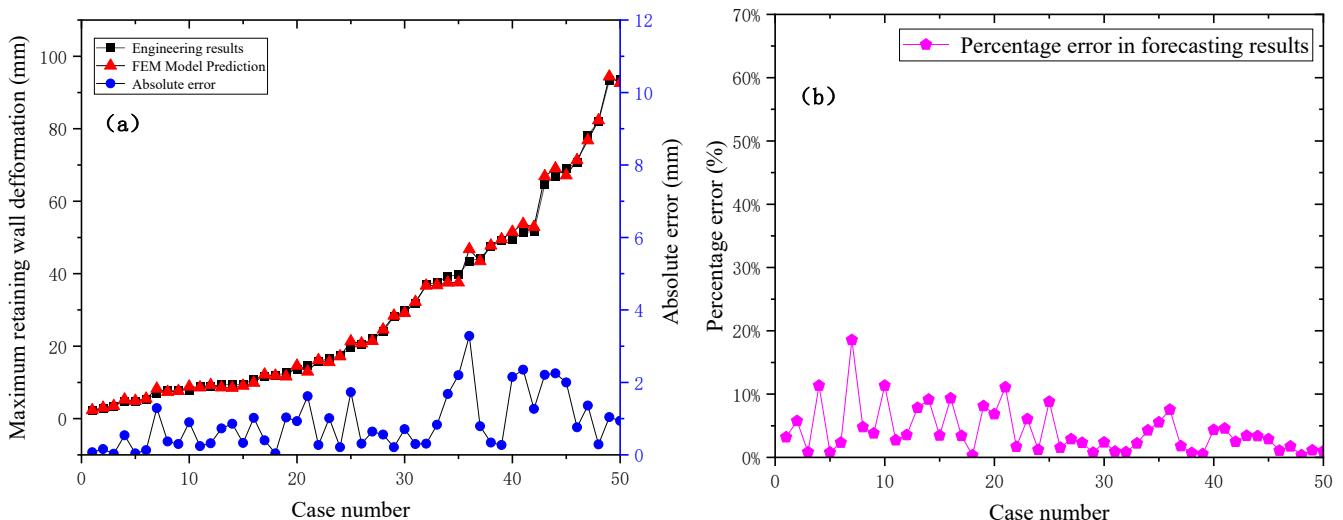 Maximum retaining wall defformation (mm)
100
80
60
40
20
0
Engineering results
FEM Model Prediction
Absolute error
(a)
12
10
8
6
4
2
0
Absolute error (mm)
0 10 20 30 40 50
Case number
Percentage error (%)
70%
60%
50%
40%
30%
20%
10%
0%
Percentage error in forecasting results
(b)
0 10 20 30 40 50
Case number